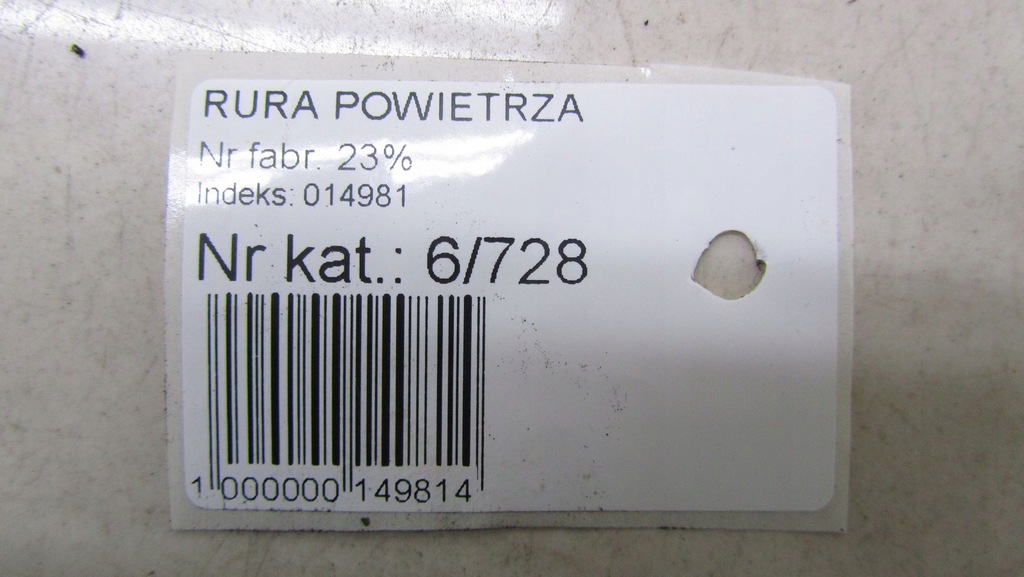 RURA POWIETRZA
Nr fabr. 23%
Indeks: 014981
Nr kat.: 6/728
1 000000 149814